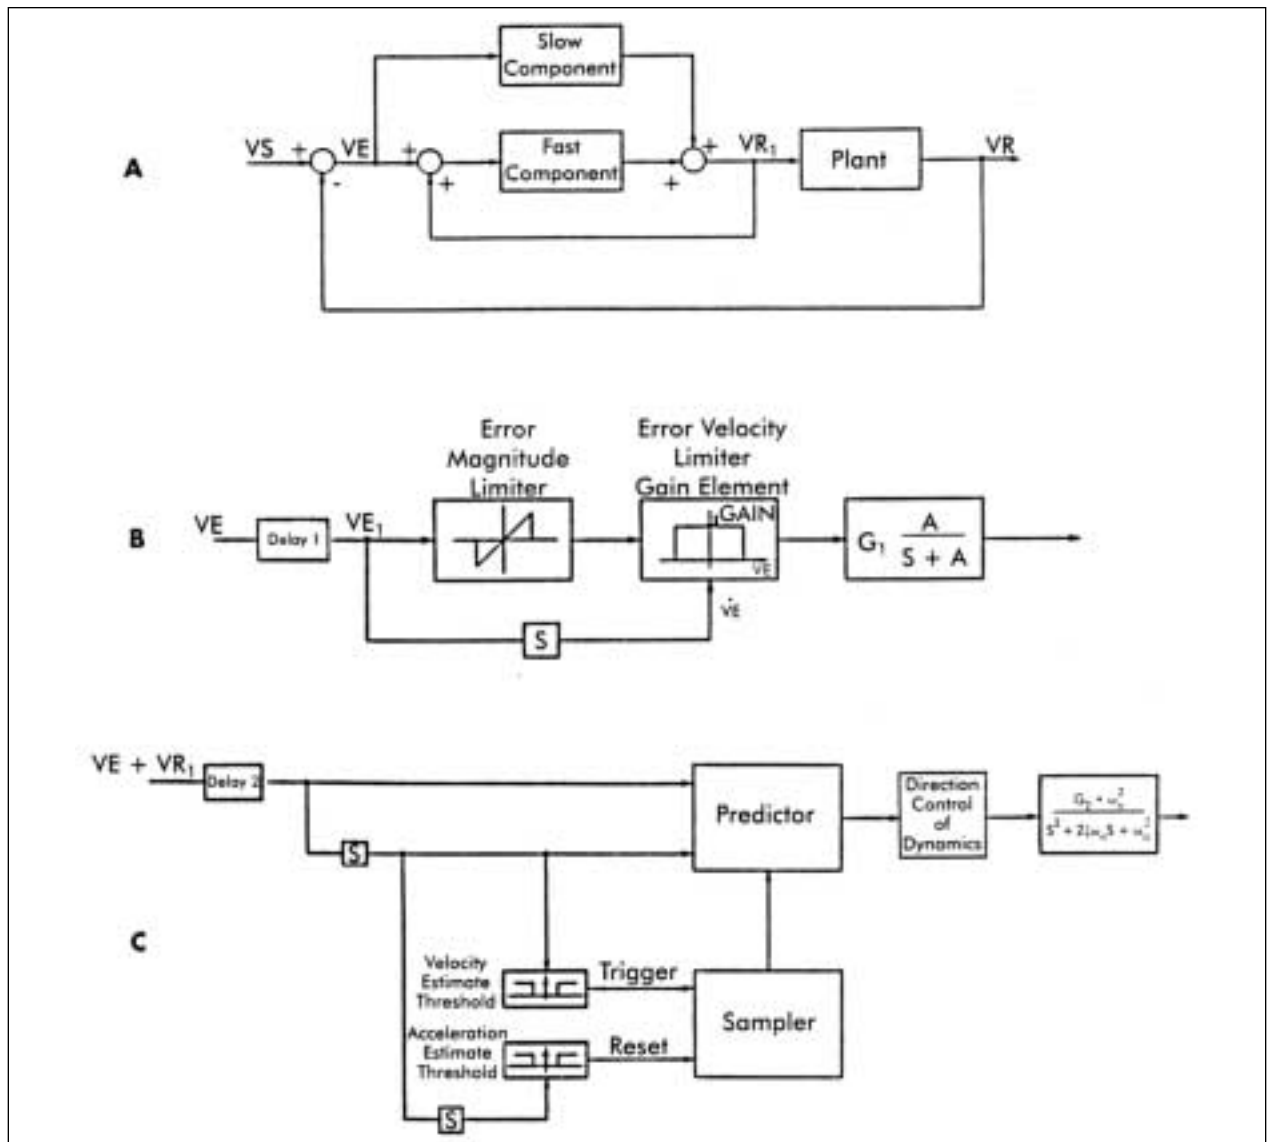 A
Slow
Component
VS + VE + + VR₁ VR
- +
Fast
Component
+
Plant
B
Error
Magnitude
Limiter
Error Velocity
Limiter
Gain Element
VE
Delay 1
VE₁
GAIN
V̇E
G₁ A
S + A
V̇E
S
C
VE + VR₁
Delay 2
Predictor
Direction
Control
of
Dynamics
S
Velocity
Estimate
Threshold
Trigger
Sampler
Acceleration
Estimate
Threshold
Reset
S